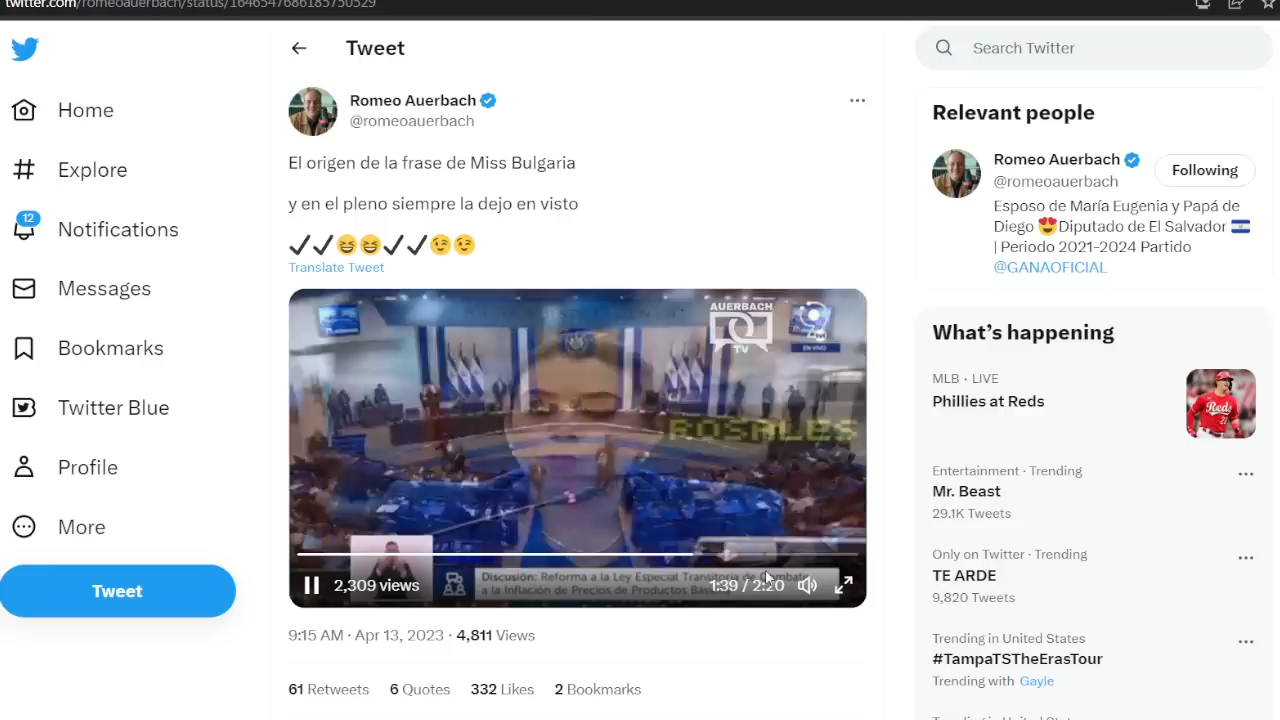 twitter.com/romeoauerbach/status/1646547686185750529
Home
Explore
12
Notifications
Messages
Bookmarks
Twitter Blue
Profile
More
Tweet
Tweet
Romeo Auerbach
@romeoauerbach
El origen de la frase de Miss Bulgaria
y en el pleno siempre la dejo en visto
✓✓😆😆✓✓😉😉
Translate Tweet
AUERBACH
TV
EN VIVO
ROSALES
Discusión: Reforma a la Ley Especial Transitoria de Combate
a la Inflación de Precios de Productos
2,309 views
1:39 / 2:20
9:15 AM · Apr 13, 2023 · 4,811 Views
61 Retweets 6 Quotes 332 Likes 2 Bookmarks
Search Twitter
Relevant people
Romeo Auerbach
@romeoauerbach
Following
Esposo de María Eugenia y Papá de
Diego 😍Diputado de El Salvador 🇸🇻
| Periodo 2021-2024 Partido
@GANAOFICIAL
What's happening
MLB · LIVE
Phillies at Reds
Reds
Entertainment · Trending
Mr. Beast
29.1K Tweets
Only on Twitter · Trending
TE ARDE
9,820 Tweets
Trending in United States
#TampaTSTheErasTour
Trending with Gayle